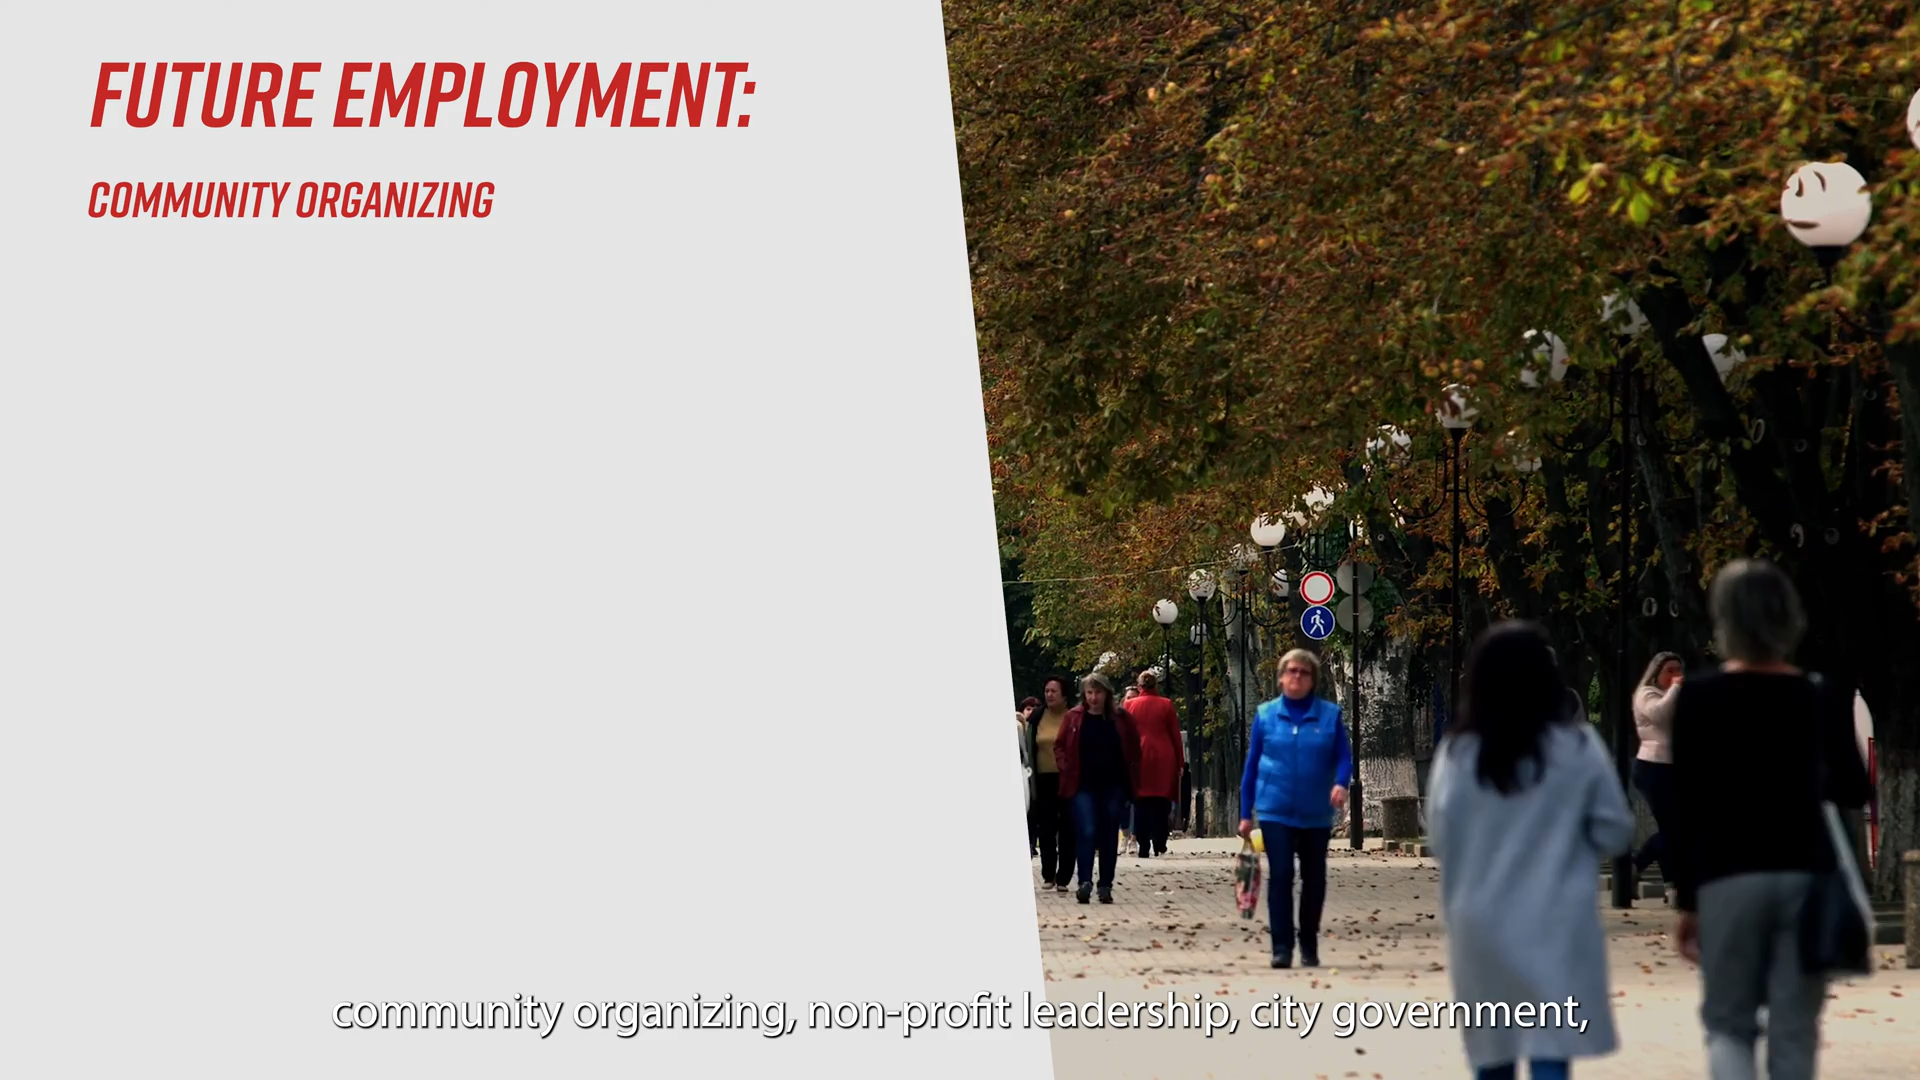 FUTURE EMPLOYMENT:
COMMUNITY ORGANIZING
community organizing, non-profit leadership, city government,